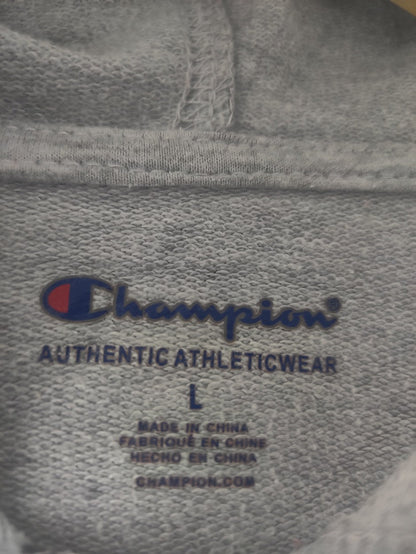 Champion®
AUTHENTIC ATHLETICWEAR
L
MADE IN CHINA
FABRIQUÉ EN CHINE
HECHO EN CHINA
CHAMPION.COM